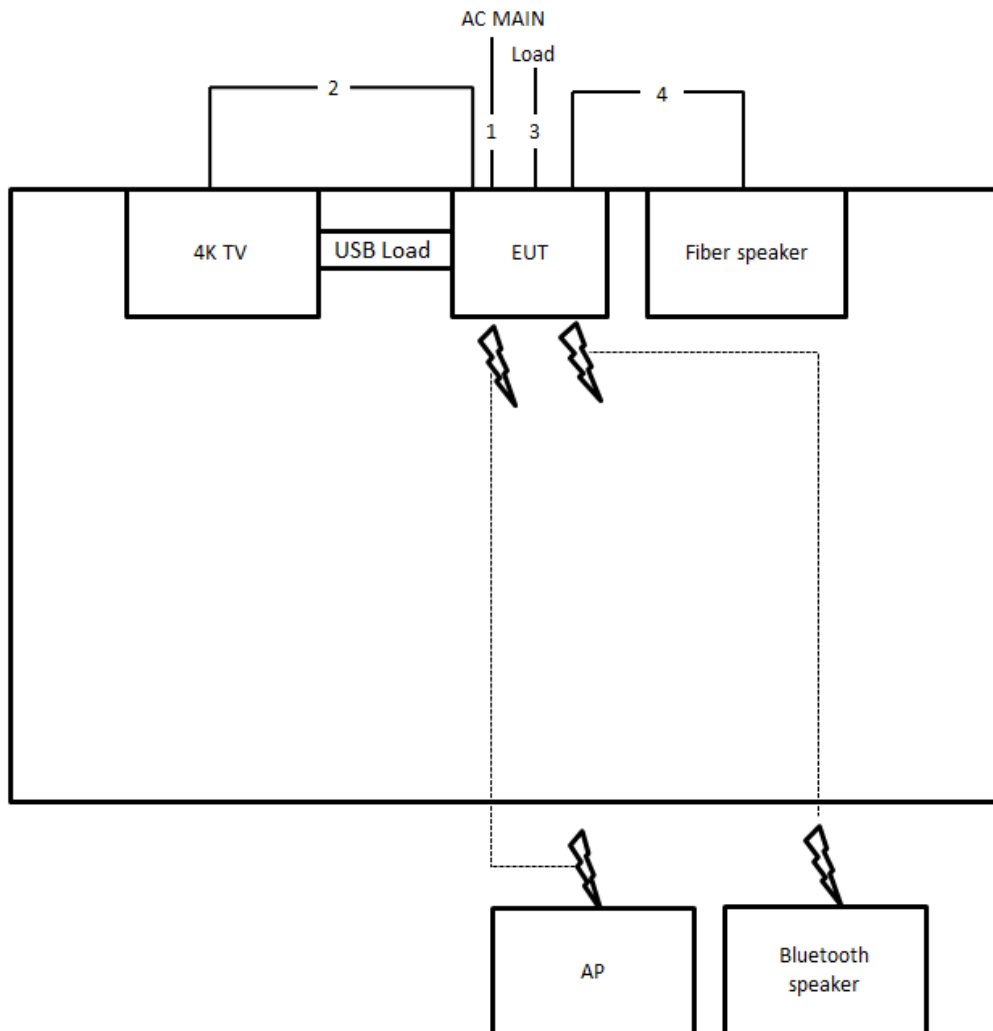 AC MAIN
Load
2
4
1
3
4K TV
USB Load
EUT
Fiber speaker
AP
Bluetooth
speaker